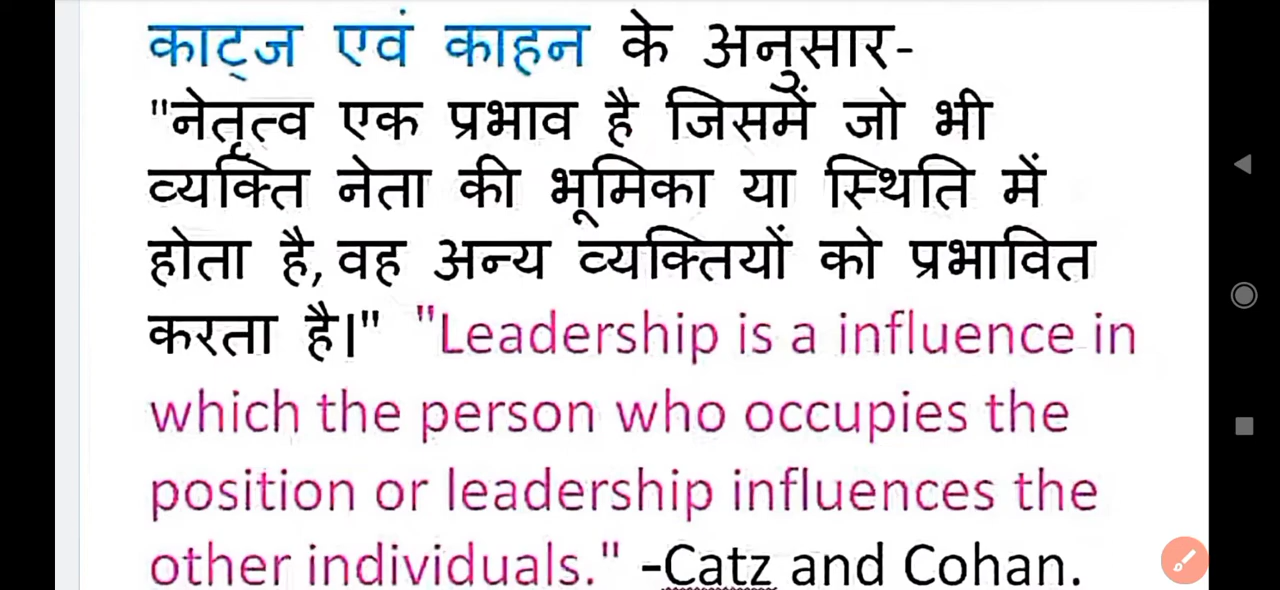 काट्ज एवं काहन के अनुसार-
"नेतृत्व एक प्रभाव है जिसमें जो भी
व्यक्ति नेता की भूमिका या स्थिति में
होता है, वह अन्य व्यक्तियों को प्रभावित
करता है।" "Leadership is a influence in
which the person who occupies the
position or leadership influences the
other individuals." -Catz and Cohan.